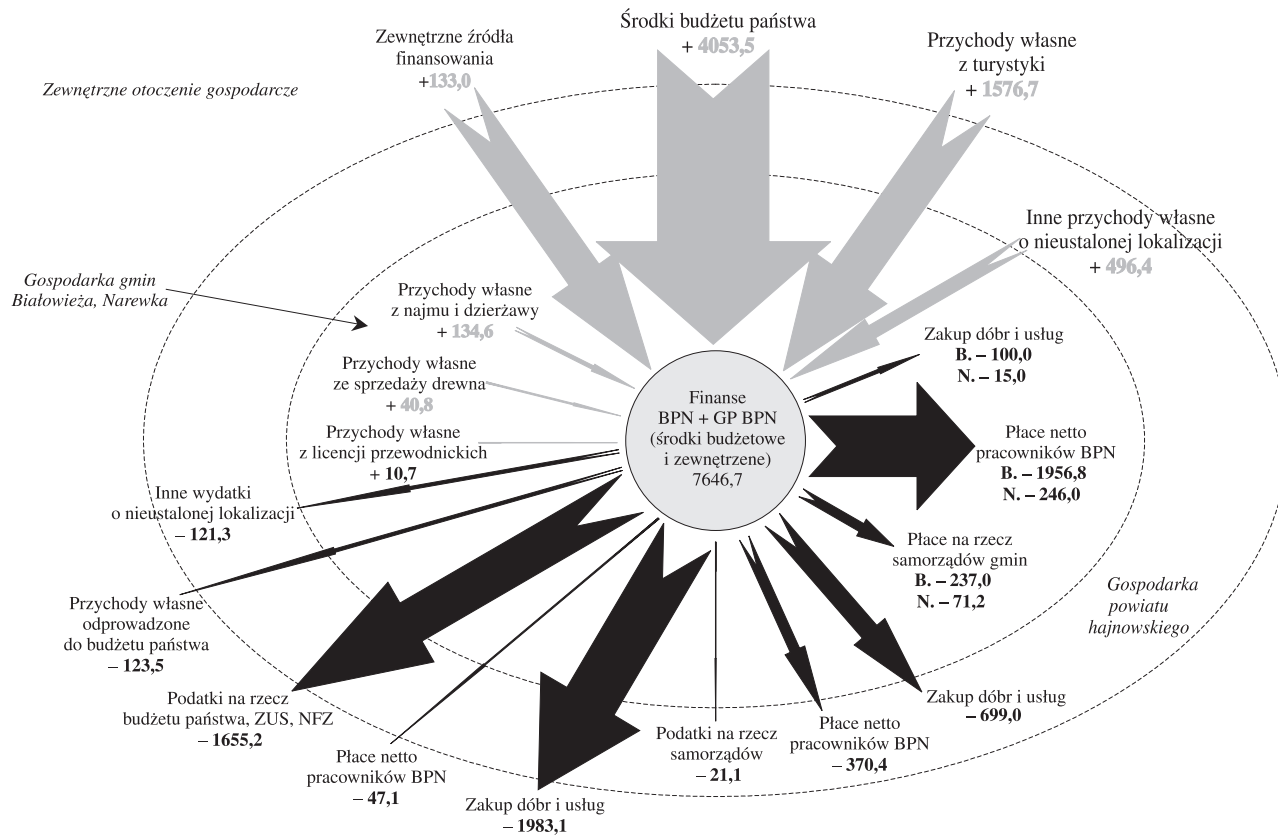 Środki budżetu państwa
+ 4053,5
Zewnętrzne źródła
finansowania
+133,0
Przychody własne
z turystyki
+ 1576,7
Zewnętrzne otoczenie gospodarcze
Inne przychody własne
o nieustalonej lokalizacji
+ 496,4
Gospodarka gmin
Białowieża, Narewka
Przychody własne
z najmu i dzierżawy
+ 134,6
Zakup dóbr i usług
B. – 100,0
N. – 15,0
Przychody własne
ze sprzedaży drewna
+ 40,8
Finanse
BPN + GP BPN
(środki budżetowe
i zewnętrzene)
7646,7
Przychody własne
z licencji przewodnickich
+ 10,7
Płace netto
pracowników BPN
B. – 1956,8
N. – 246,0
Inne wydatki
o nieustalonej lokalizacji
– 121,3
Płace na rzecz
samorządów gmin
B. – 237,0
N. – 71,2
Gospodarka
powiatu
hajnowskiego
Przychody własne
odprowadzone
do budżetu państwa
– 123,5
Podatki na rzecz
budżetu państwa, ZUS, NFZ
– 1655,2
Płace netto
pracowników BPN
– 47,1
Zakup dóbr i usług
– 1983,1
Podatki na rzecz
samorządów
– 21,1
Płace netto
pracowników BPN
– 370,4
Zakup dóbr i usług
– 699,0